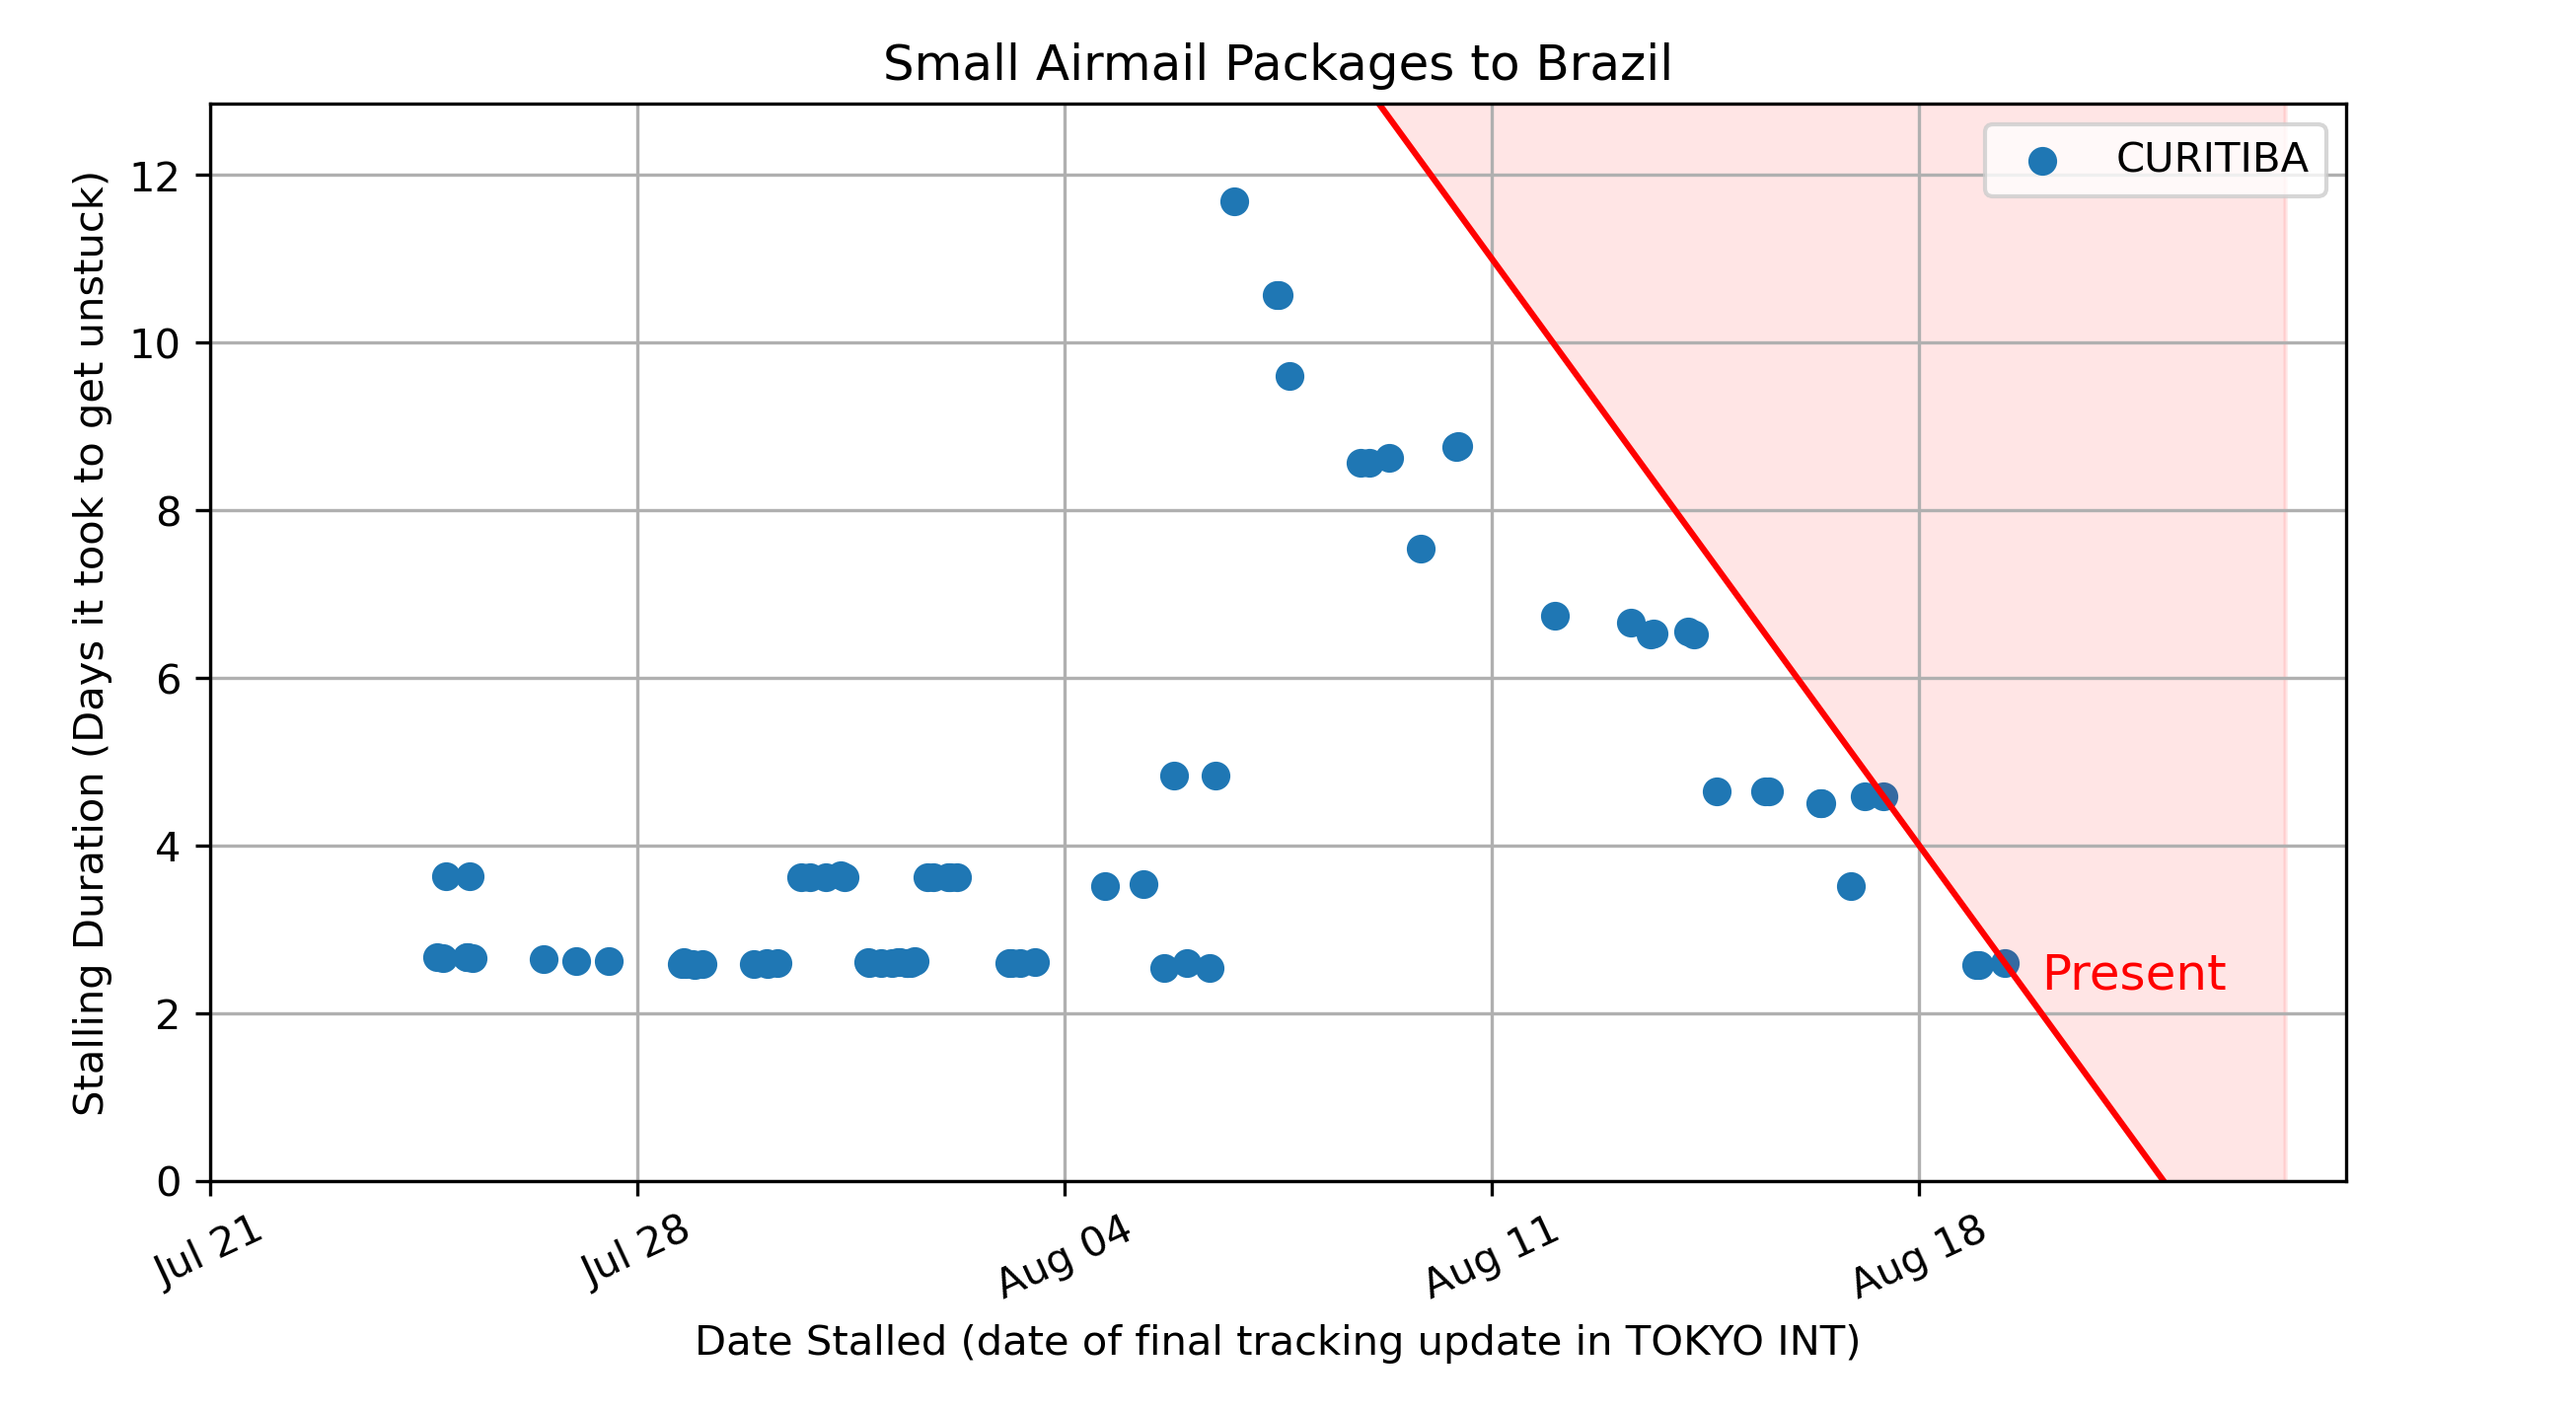 Small Airmail Packages to Brazil
Stalling Duration (Days it took to get unstuck)
12
10
8
6
4
2
0
CURITIBA
Present
Jul 21
Jul 28
Aug 04
Aug 11
Aug 18
Date Stalled (date of final tracking update in TOKYO INT)